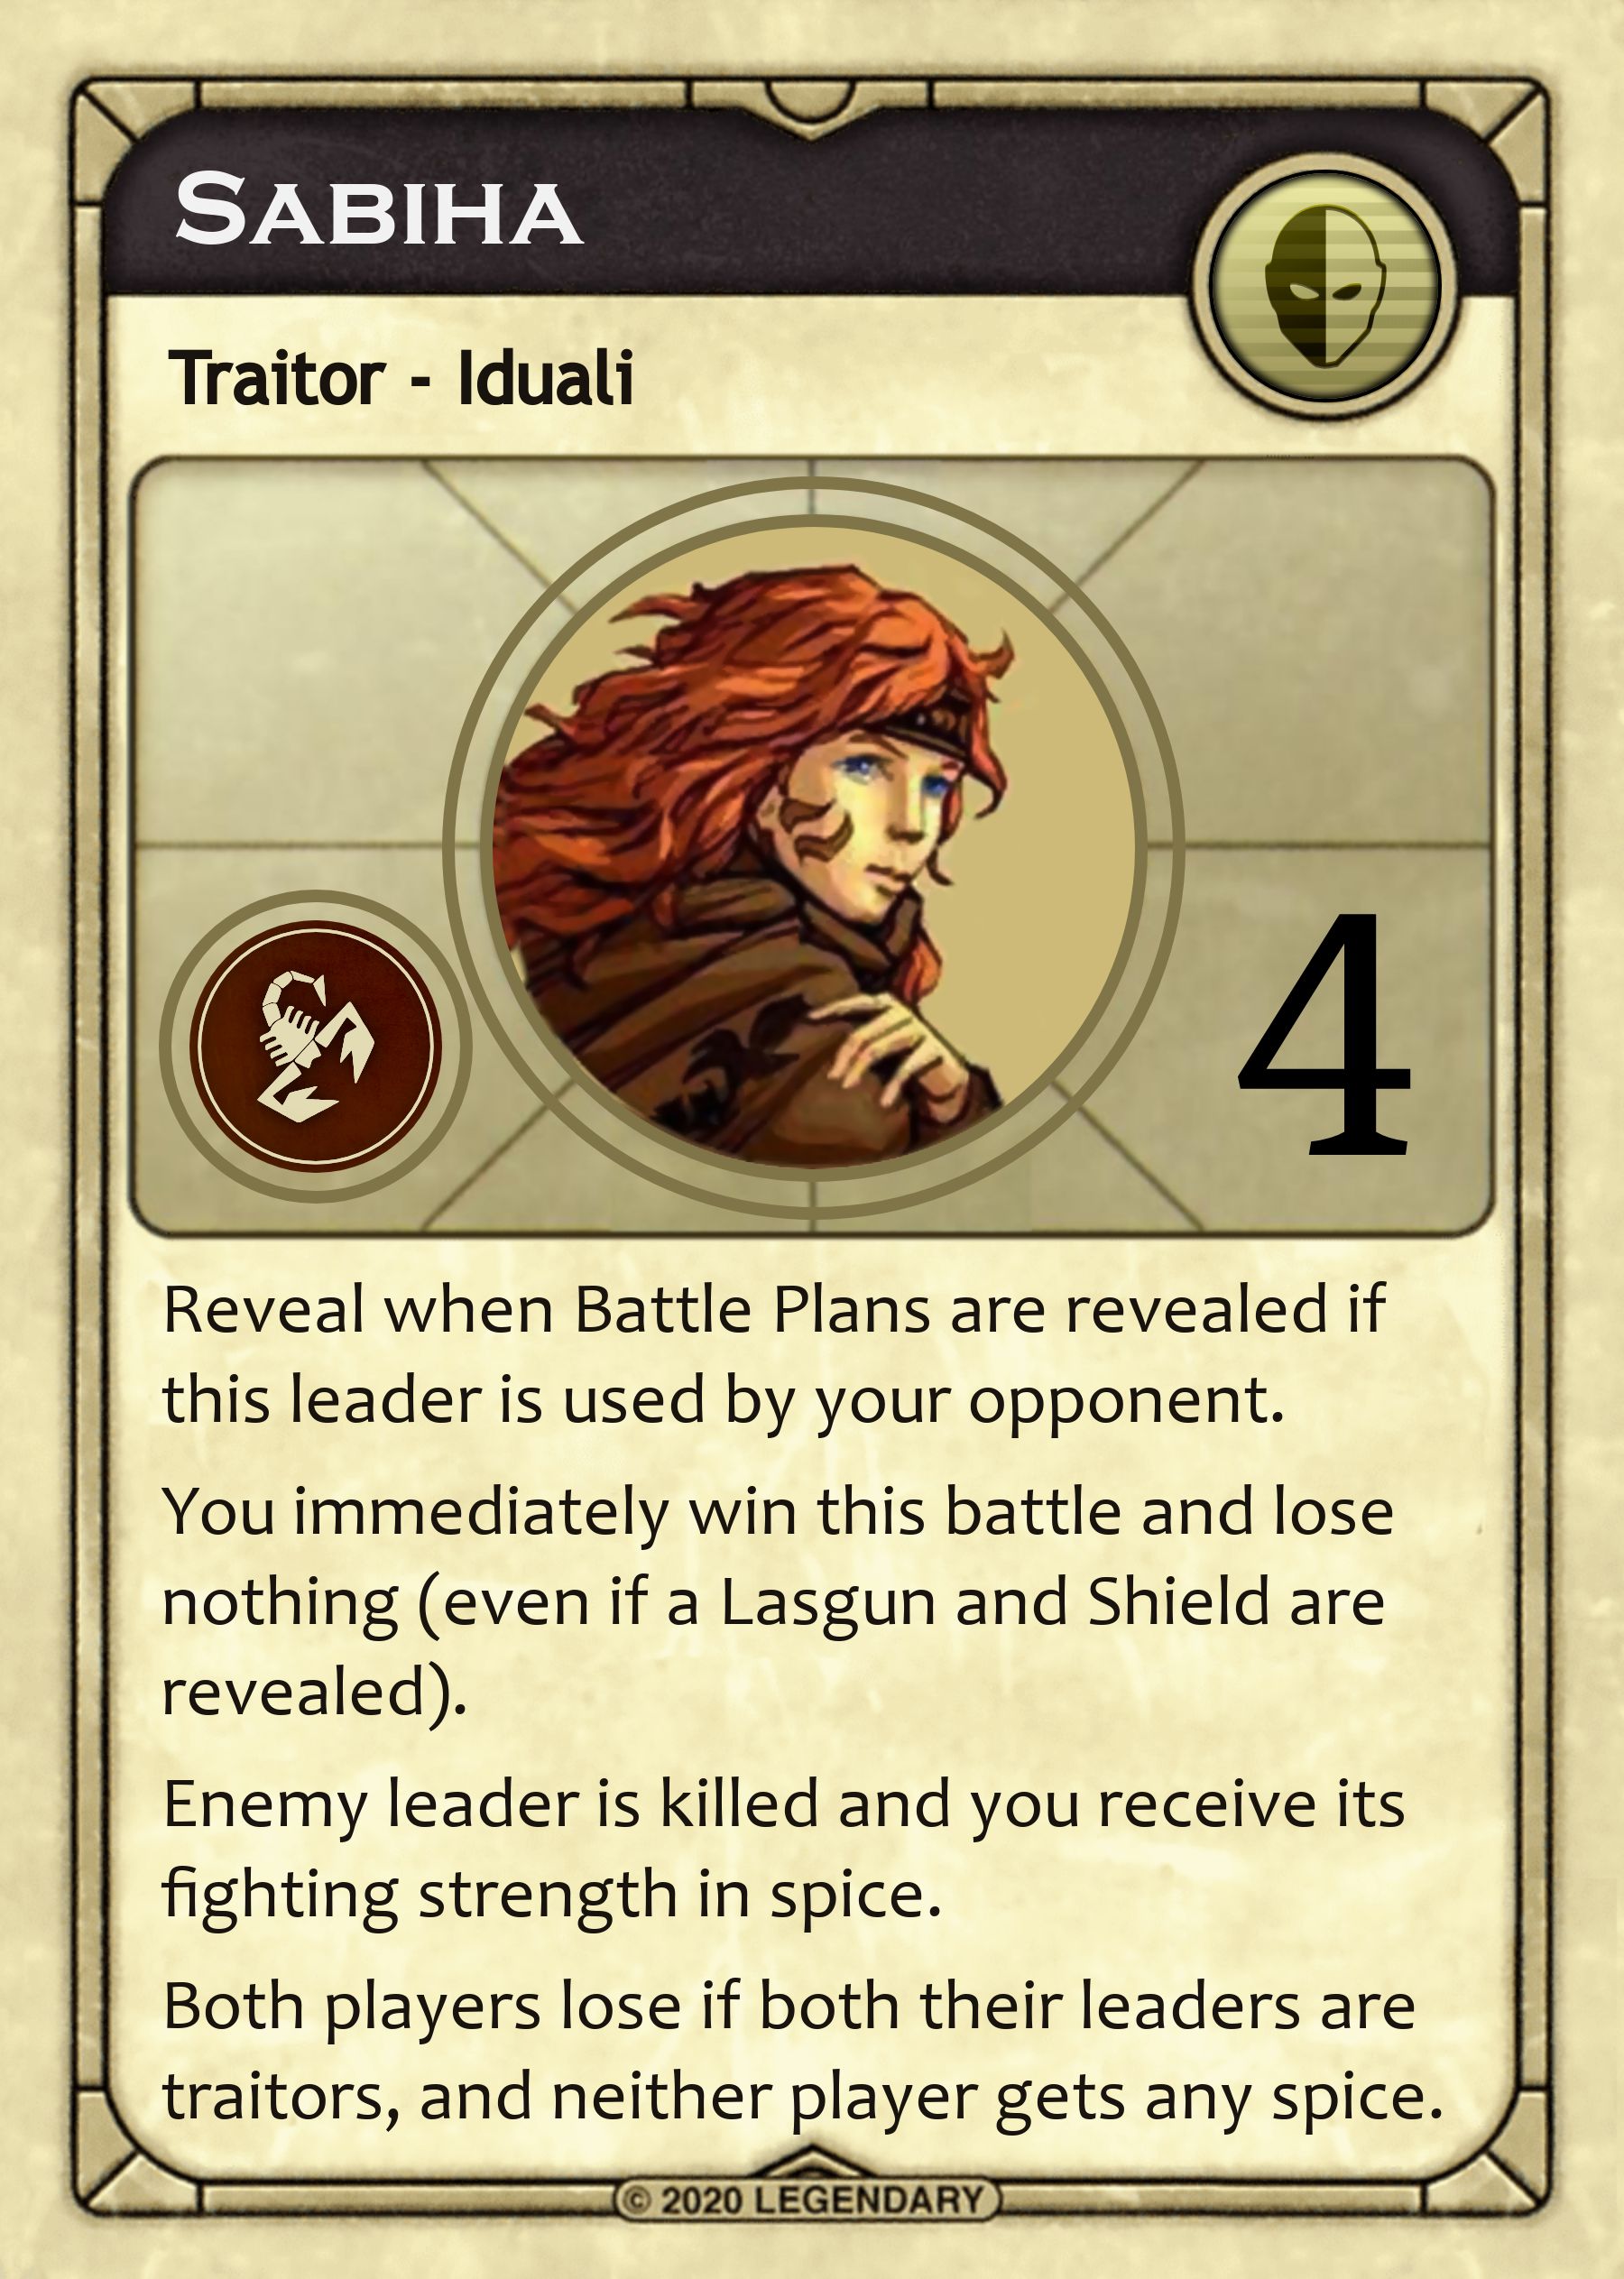 SABIHA
Traitor - Iduali
4
Reveal when Battle Plans are revealed if
this leader is used by your opponent.
You immediately win this battle and lose
nothing (even if a Lasgun and Shield are
revealed).
Enemy leader is killed and you receive its
fighting strength in spice.
Both players lose if both their leaders are
traitors, and neither player gets any spice.
© 2020 LEGENDARY